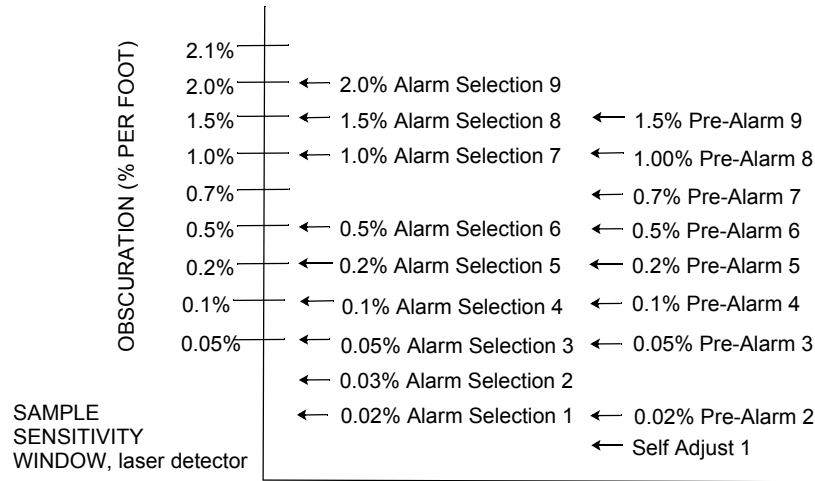 OBSCURATION (% PER FOOT)
2.1%
2.0% 2.0% Alarm Selection 9
1.5% 1.5% Alarm Selection 8 1.5% Pre-Alarm 9
1.0% 1.0% Alarm Selection 7 1.00% Pre-Alarm 8
0.7% 0.7% Pre-Alarm 7
0.5% 0.5% Alarm Selection 6 0.5% Pre-Alarm 6
0.2% 0.2% Alarm Selection 5 0.2% Pre-Alarm 5
0.1% 0.1% Alarm Selection 4 0.1% Pre-Alarm 4
0.05% 0.05% Alarm Selection 3 0.05% Pre-Alarm 3
0.03% Alarm Selection 2
0.02% Alarm Selection 1 0.02% Pre-Alarm 2
Self Adjust 1
SAMPLE
SENSITIVITY
WINDOW, laser detector